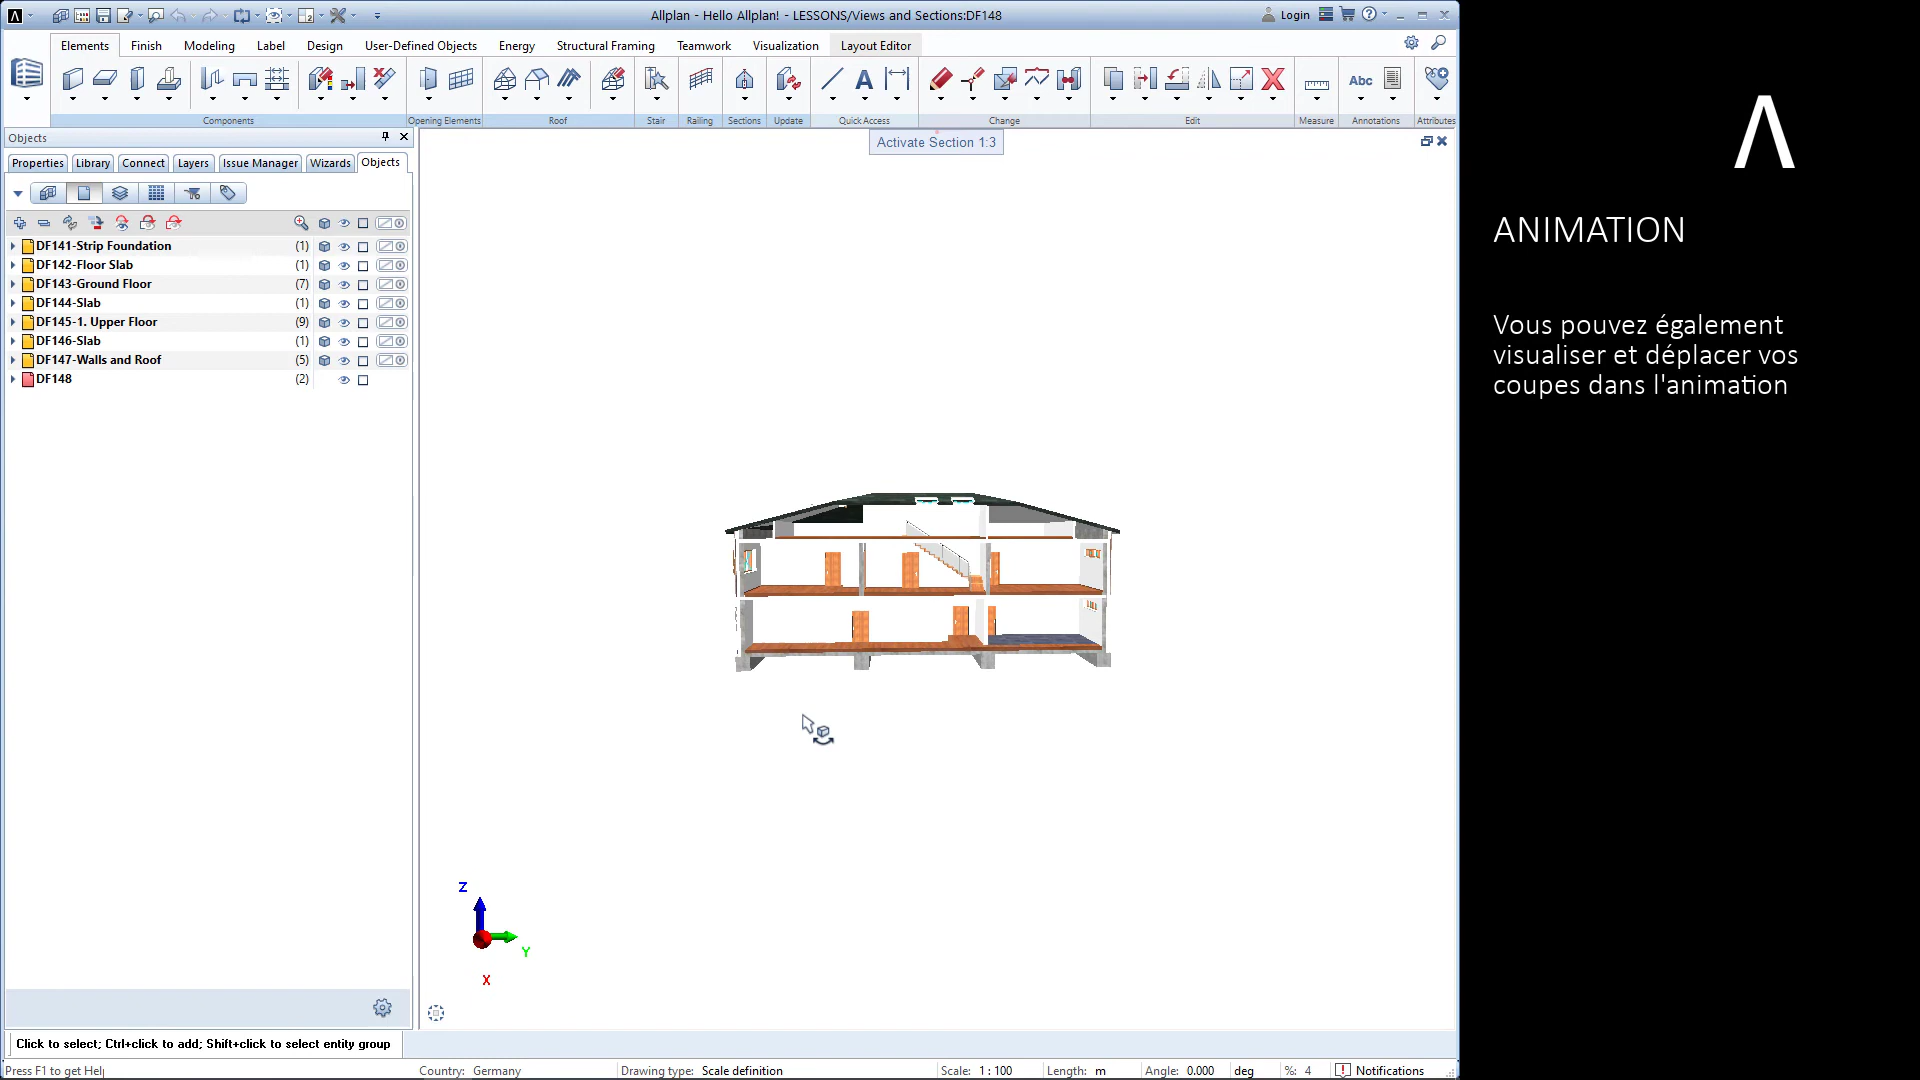 Allplan - Hello Allplan! - LESSONS/Views and Sections:DF148
Login
Elements
Finish
Modeling
Label
Design
User-Defined Objects
Energy
Structural Framing
Teamwork
Visualization
Layout Editor
Abc
Components
Opening Elements
Roof
Stair
Railing
Sections
Update
Quick Access
Change
Edit
Measure
Annotations
Attributes
Objects
Properties
Library
Connect
Layers
Issue Manager
Wizards
Objects
DF141-Strip Foundation (1)
DF142-Floor Slab (1)
DF143-Ground Floor (7)
DF144-Slab (1)
DF145-1. Upper Floor (9)
DF146-Slab (1)
DF147-Walls and Roof (5)
DF148 (2)
Activate Section 1:3
Z
Y
X
Click to select; Ctrl+click to add; Shift+click to select entity group
Press F1 to get Hel
Country: Germany
Drawing type: Scale definition
Scale: 1 : 100
Length: m
Angle: 0.000 deg
%: 4
Notifications
ANIMATION
Vous pouvez également
visualiser et déplacer vos
coupes dans l'animation